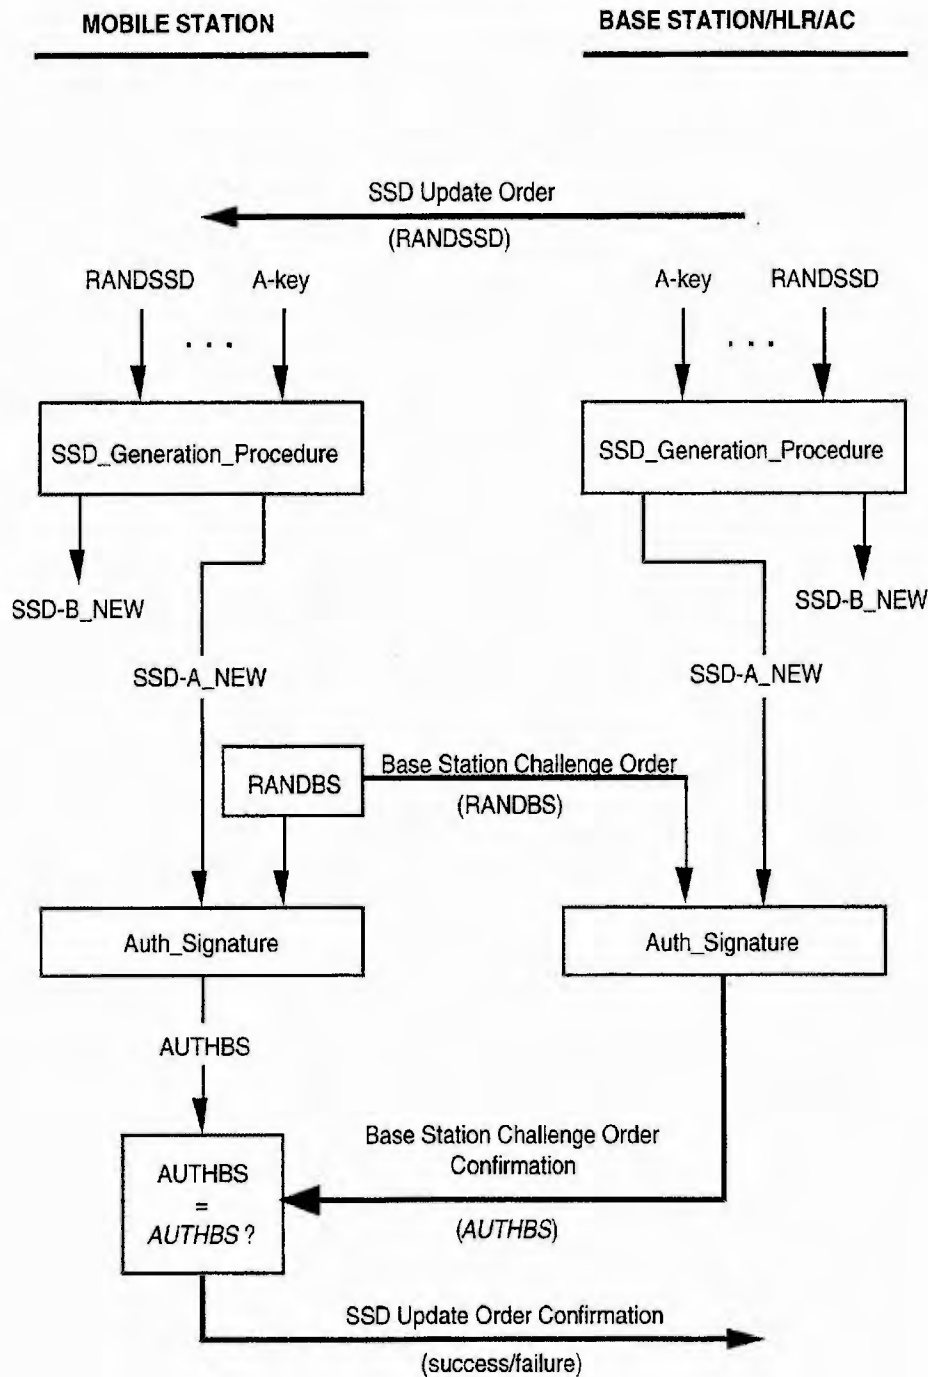 MOBILE STATION
BASE STATION/HLR/AC
SSD Update Order
(RANDSSD)
RANDSSD
A-key
A-key
RANDSSD
. . .
. . .
SSD_Generation_Procedure
SSD_Generation_Procedure
SSD-B_NEW
SSD-B_NEW
SSD-A_NEW
SSD-A_NEW
RANDBS
Base Station Challenge Order
(RANDBS)
Auth_Signature
Auth_Signature
AUTHBS
Base Station Challenge Order
Confirmation
AUTHBS
=
AUTHBS ?
(AUTHBS)
SSD Update Order Confirmation
(success/failure)